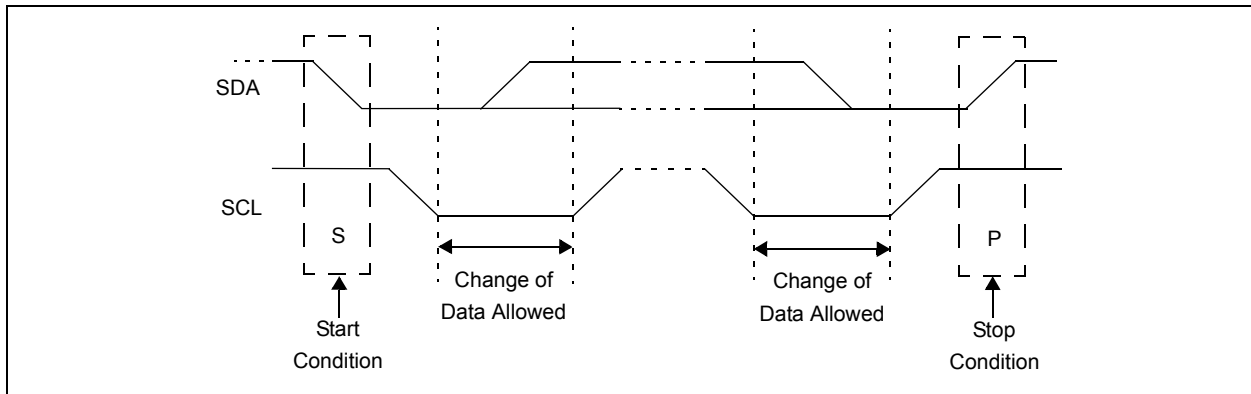 SDA
SCL
S
P
Change of
Data Allowed
Change of
Data Allowed
Start
Condition
Stop
Condition